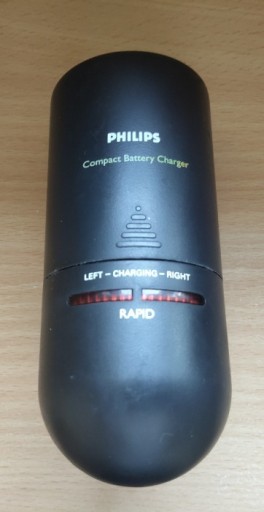 PHILIPS
Compact Battery Charger
LEFT – CHARGING – RIGHT
RAPID